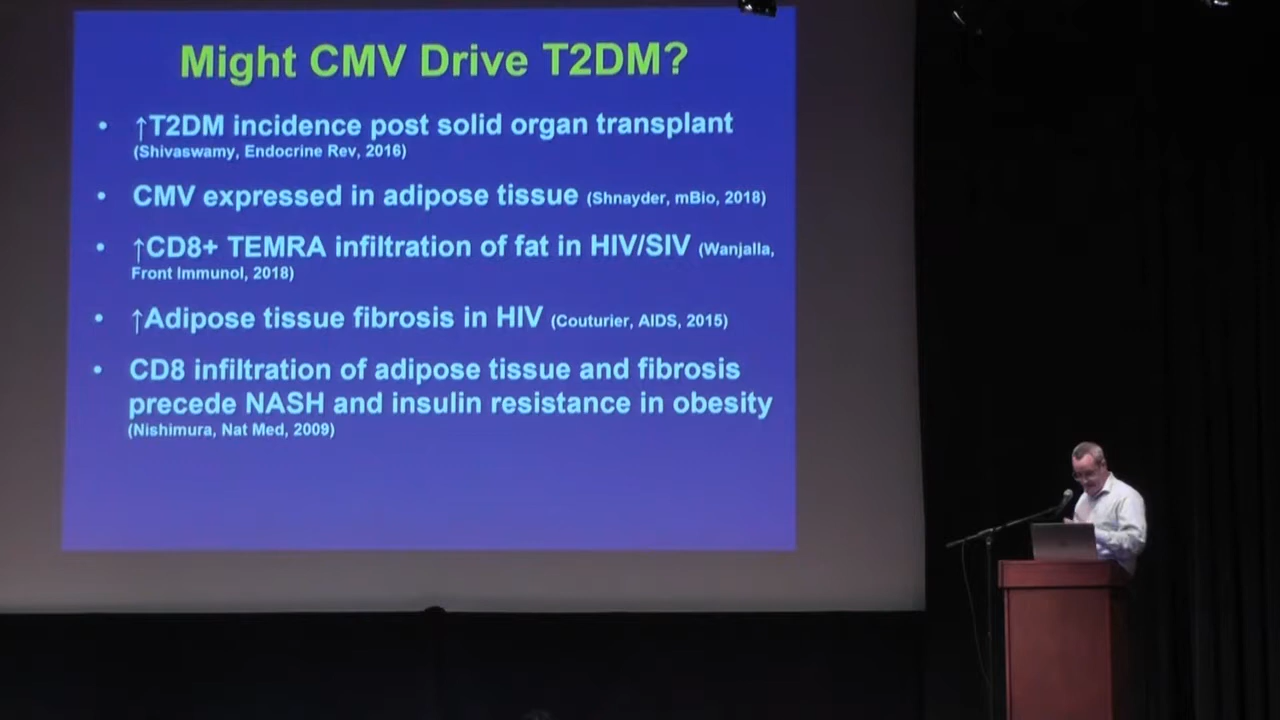 Might CMV Drive T2DM?
• ↑T2DM incidence post solid organ transplant
(Shivaswamy, Endocrine Rev, 2016)
• CMV expressed in adipose tissue (Shnayder, mBio, 2018)
• ↑CD8+ TEMRA infiltration of fat in HIV/SIV (Wanjalla,
Front Immunol, 2018)
• ↑Adipose tissue fibrosis in HIV (Couturier, AIDS, 2015)
• CD8 infiltration of adipose tissue and fibrosis
precede NASH and insulin resistance in obesity
(Nishimura, Nat Med, 2009)